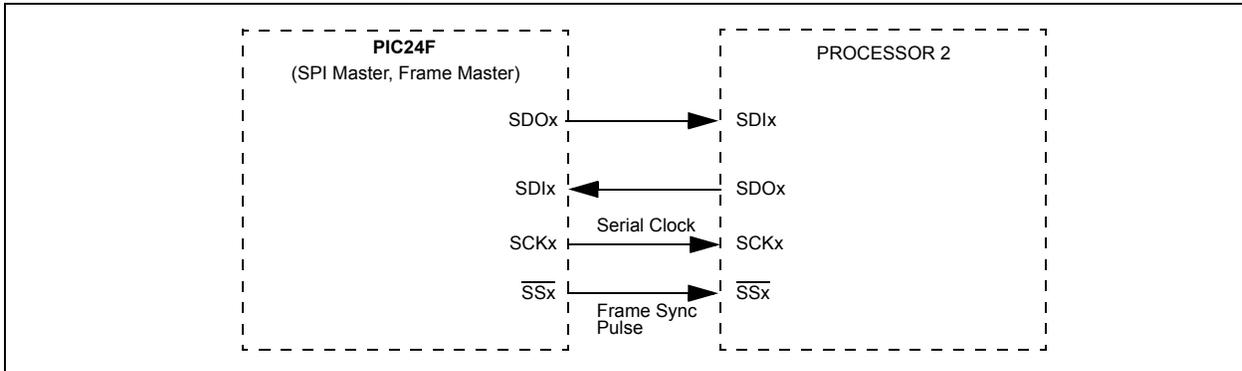 PIC24F
(SPI Master, Frame Master)
PROCESSOR 2
SDOx
SDIx
SDIx
SDOx
Serial Clock
SCKx
SCKx
SSx
SSx
Frame Sync
Pulse